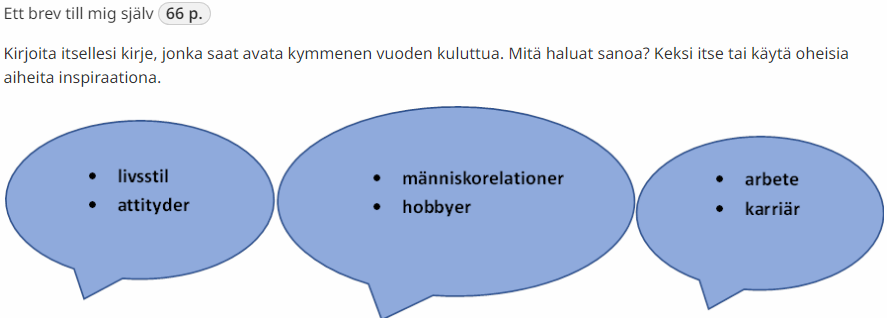 Ett brev till mig själv 66 p.
Kirjoita itsellesi kirje, jonka saat avata kymmenen vuoden kuluttua. Mitä haluat sanoa? Keksi itse tai käytä oheisia
aiheita inspiraationa.
• livsstil
• attityder
• människorelationer
• hobbyer
• arbete
• karriär